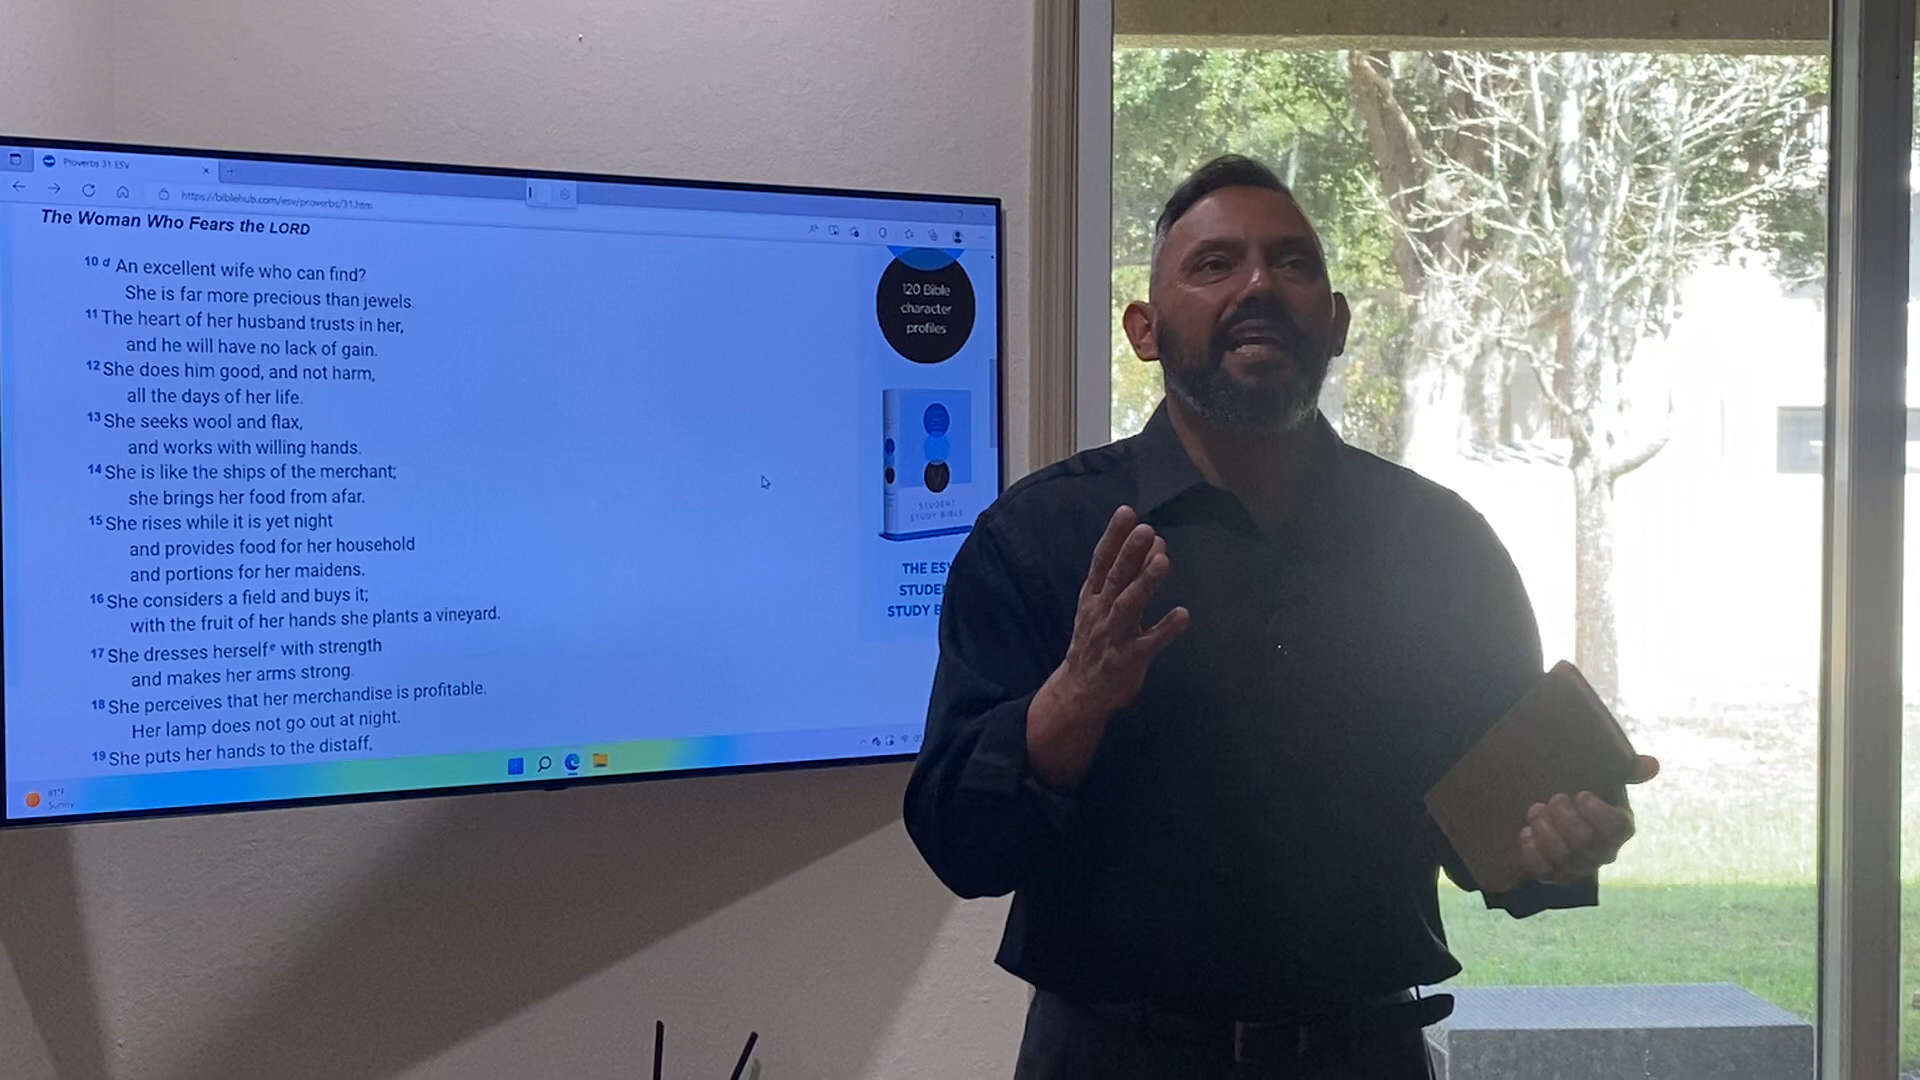 Proverbs 31 ESV
https://biblehub.com/esv/proverbs/31.htm
The Woman Who Fears the LORD
10 d An excellent wife who can find?
She is far more precious than jewels.
11 The heart of her husband trusts in her,
and he will have no lack of gain.
12 She does him good, and not harm,
all the days of her life.
13 She seeks wool and flax,
and works with willing hands.
14 She is like the ships of the merchant;
she brings her food from afar.
15 She rises while it is yet night
and provides food for her household
and portions for her maidens.
16 She considers a field and buys it;
with the fruit of her hands she plants a vineyard.
17 She dresses herself e with strength
and makes her arms strong.
18 She perceives that her merchandise is profitable.
Her lamp does not go out at night.
19 She puts her hands to the distaff,
120 Bible
character
profiles
STUDENT
STUDY BIBLE
THE ESV
STUDE
STUDY B
81°F
Sunny